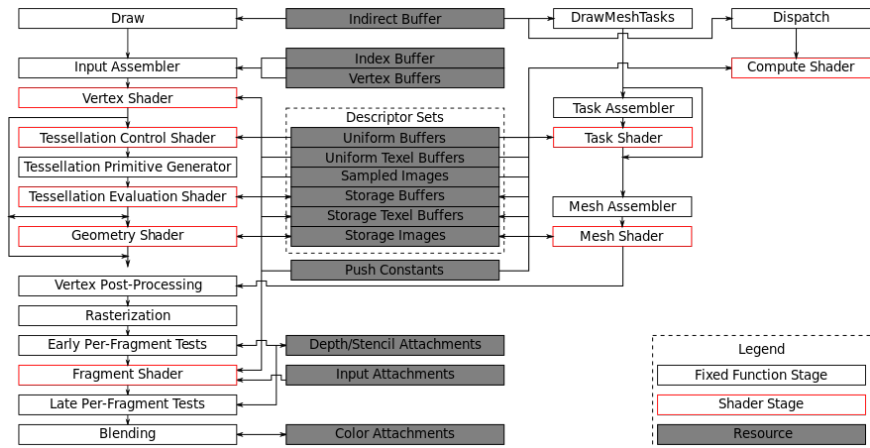 Draw
Indirect Buffer
DrawMeshTasks
Dispatch
Input Assembler
Index Buffer
Vertex Buffers
Compute Shader
Vertex Shader
Task Assembler
Descriptor Sets
Tessellation Control Shader
Uniform Buffers
Task Shader
Uniform Texel Buffers
Tessellation Primitive Generator
Sampled Images
Tessellation Evaluation Shader
Storage Buffers
Mesh Assembler
Storage Texel Buffers
Geometry Shader
Storage Images
Mesh Shader
Push Constants
Vertex Post-Processing
Rasterization
Early Per-Fragment Tests
Depth/Stencil Attachments
Legend
Fragment Shader
Input Attachments
Fixed Function Stage
Late Per-Fragment Tests
Shader Stage
Blending
Color Attachments
Resource